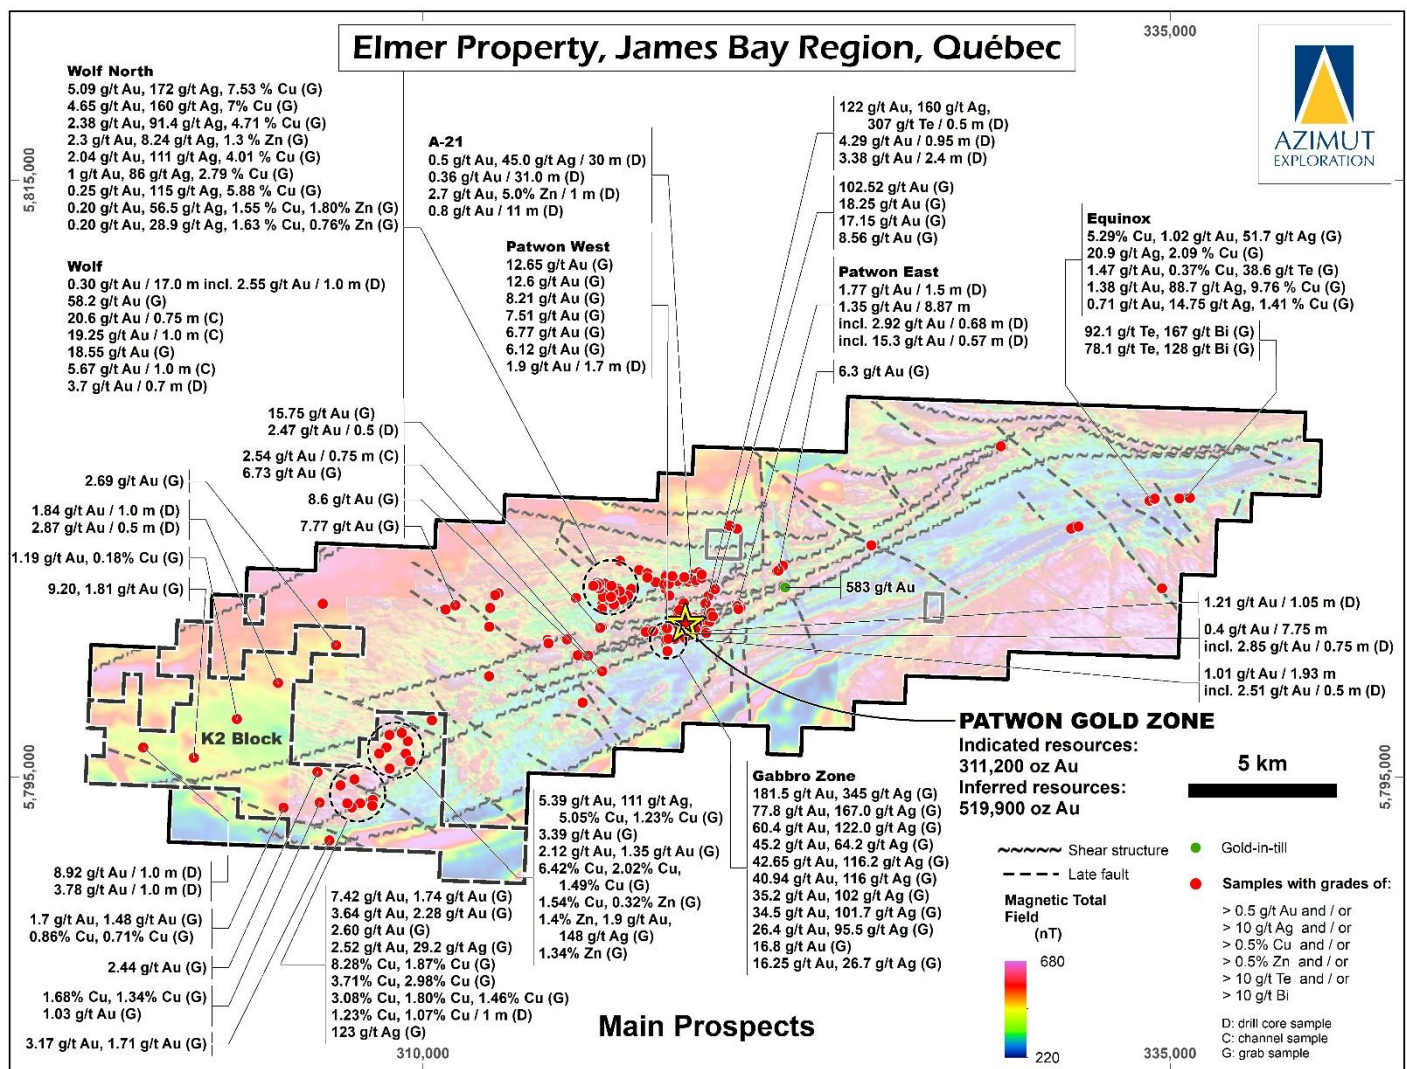 Elmer Property, James Bay Region, Québec
335,000
AZIMUT
EXPLORATION
5,815,000
Wolf North
5.09 g/t Au, 172 g/t Ag, 7.53 % Cu (G)
4.65 g/t Au, 160 g/t Ag, 7% Cu (G)
2.38 g/t Au, 91.4 g/t Ag, 4.71 % Cu (G)
2.3 g/t Au, 8.24 g/t Ag, 1.3 % Zn (G)
2.04 g/t Au, 111 g/t Ag, 4.01 % Cu (G)
1 g/t Au, 86 g/t Ag, 2.79 % Cu (G)
0.25 g/t Au, 115 g/t Ag, 5.88 % Cu (G)
0.20 g/t Au, 56.5 g/t Ag, 1.55 % Cu, 1.80% Zn (G)
0.20 g/t Au, 28.9 g/t Ag, 1.63 % Cu, 0.76% Zn (G)
Wolf
0.30 g/t Au / 17.0 m incl. 2.55 g/t Au / 1.0 m (D)
58.2 g/t Au (G)
20.6 g/t Au / 0.75 m (C)
19.25 g/t Au / 1.0 m (C)
18.55 g/t Au (G)
5.67 g/t Au / 1.0 m (C)
3.7 g/t Au / 0.7 m (D)
A-21
0.5 g/t Au, 45.0 g/t Ag / 30 m (D)
0.36 g/t Au / 31.0 m (D)
2.7 g/t Au, 5.0% Zn / 1 m (D)
0.8 g/t Au / 11 m (D)
Patwon West
12.65 g/t Au (G)
12.6 g/t Au (G)
8.21 g/t Au (G)
7.51 g/t Au (G)
6.77 g/t Au (G)
6.12 g/t Au (G)
1.9 g/t Au / 1.7 m (D)
122 g/t Au, 160 g/t Ag,
307 g/t Te / 0.5 m (D)
4.29 g/t Au / 0.95 m (D)
3.38 g/t Au / 2.4 m (D)
102.52 g/t Au (G)
18.25 g/t Au (G)
17.15 g/t Au (G)
8.56 g/t Au (G)
Patwon East
1.77 g/t Au / 1.5 m (D)
1.35 g/t Au / 8.87 m
incl. 2.92 g/t Au / 0.68 m (D)
incl. 15.3 g/t Au / 0.57 m (D)
6.3 g/t Au (G)
Equinox
5.29% Cu, 1.02 g/t Au, 51.7 g/t Ag (G)
20.9 g/t Ag, 2.09 % Cu (G)
1.47 g/t Au, 0.37% Cu, 38.6 g/t Te (G)
1.38 g/t Au, 88.7 g/t Ag, 9.76 % Cu (G)
0.71 g/t Au, 14.75 g/t Ag, 1.41 % Cu (G)
92.1 g/t Te, 167 g/t Bi (G)
78.1 g/t Te, 128 g/t Bi (G)
15.75 g/t Au (G)
2.47 g/t Au / 0.5 (D)
2.54 g/t Au / 0.75 m (C)
6.73 g/t Au (G)
8.6 g/t Au (G)
7.77 g/t Au (G)
2.69 g/t Au (G)
1.84 g/t Au / 1.0 m (D)
2.87 g/t Au / 0.5 m (D)
1.19 g/t Au, 0.18% Cu (G)
9.20, 1.81 g/t Au (G)
583 g/t Au
1.21 g/t Au / 1.05 m (D)
0.4 g/t Au / 7.75 m
incl. 2.85 g/t Au / 0.75 m (D)
1.01 g/t Au / 1.93 m
incl. 2.51 g/t Au / 0.5 m (D)
K2 Block
5,795,000
5,795,000
PATWON GOLD ZONE
Indicated resources:
311,200 oz Au
Inferred resources:
519,900 oz Au
5 km
Gabbro Zone
181.5 g/t Au, 345 g/t Ag (G)
77.8 g/t Au, 167.0 g/t Ag (G)
60.4 g/t Au, 122.0 g/t Ag (G)
45.2 g/t Au, 64.2 g/t Ag (G)
42.65 g/t Au, 116.2 g/t Ag (G)
40.94 g/t Au, 116 g/t Ag (G)
35.2 g/t Au, 102 g/t Ag (G)
34.5 g/t Au, 101.7 g/t Ag (G)
26.4 g/t Au, 95.5 g/t Ag (G)
16.8 g/t Au (G)
16.25 g/t Au, 26.7 g/t Ag (G)
5.39 g/t Au, 111 g/t Ag,
5.05% Cu, 1.23% Cu (G)
3.39 g/t Au (G)
2.12 g/t Au, 1.35 g/t Au (G)
6.42% Cu, 2.02% Cu,
1.49% Cu (G)
1.54% Cu, 0.32% Zn (G)
1.4% Zn, 1.9 g/t Au,
148 g/t Ag (G)
1.34% Zn (G)
8.92 g/t Au / 1.0 m (D)
3.78 g/t Au / 1.0 m (D)
1.7 g/t Au, 1.48 g/t Au (G)
0.86% Cu, 0.71% Cu (G)
2.44 g/t Au (G)
1.68% Cu, 1.34% Cu (G)
1.03 g/t Au (G)
3.17 g/t Au, 1.71 g/t Au (G)
7.42 g/t Au, 1.74 g/t Au (G)
3.64 g/t Au, 2.28 g/t Au (G)
2.60 g/t Au (G)
2.52 g/t Au, 29.2 g/t Ag (G)
8.28% Cu, 1.87% Cu (G)
3.71% Cu, 2.98% Cu (G)
3.08% Cu, 1.80% Cu, 1.46% Cu (G)
1.23% Cu, 1.07% Cu / 1 m (D)
123 g/t Ag (G)
Main Prospects
Shear structure
Late fault
Magnetic Total
Field
(nT)
680
220
Gold-in-till
Samples with grades of:
> 0.5 g/t Au and / or
> 10 g/t Ag and / or
> 0.5% Cu and / or
> 0.5% Zn and / or
> 10 g/t Te and / or
> 10 g/t Bi
D: drill core sample
C: channel sample
G: grab sample
310,000
335,000